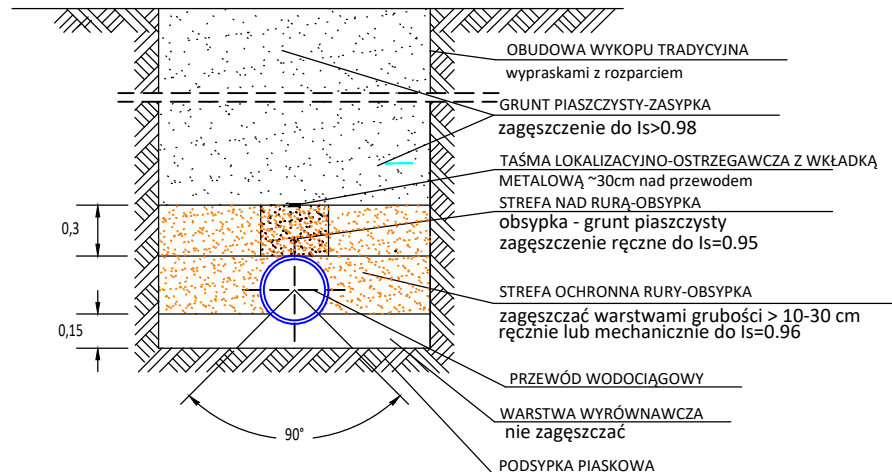 OBUDOWA WYKOPU TRADYCYJNA
wypraskami z rozparciem
GRUNT PIASZCZYSTY-ZASYPKA
zagęszczenie do Is>0.98
TAŚMA LOKALIZACYJNO-OSTRZEGAWCZA Z WKŁADKĄ
METALOWĄ ~30cm nad przewodem
STREFA NAD RURĄ-OBSYPKA
obsypka - grunt piaszczysty
zagęszczenie ręczne do Is=0.95
0,3
STREFA OCHRONNA RURY-OBSYPKA
zagęszczać warstwami grubości > 10-30 cm
ręcznie lub mechanicznie do Is=0.96
0,15
PRZEWÓD WODOCIĄGOWY
WARSTWA WYRÓWNAWCZA
nie zagęszczać
90°
PODSYPKA PIASKOWA